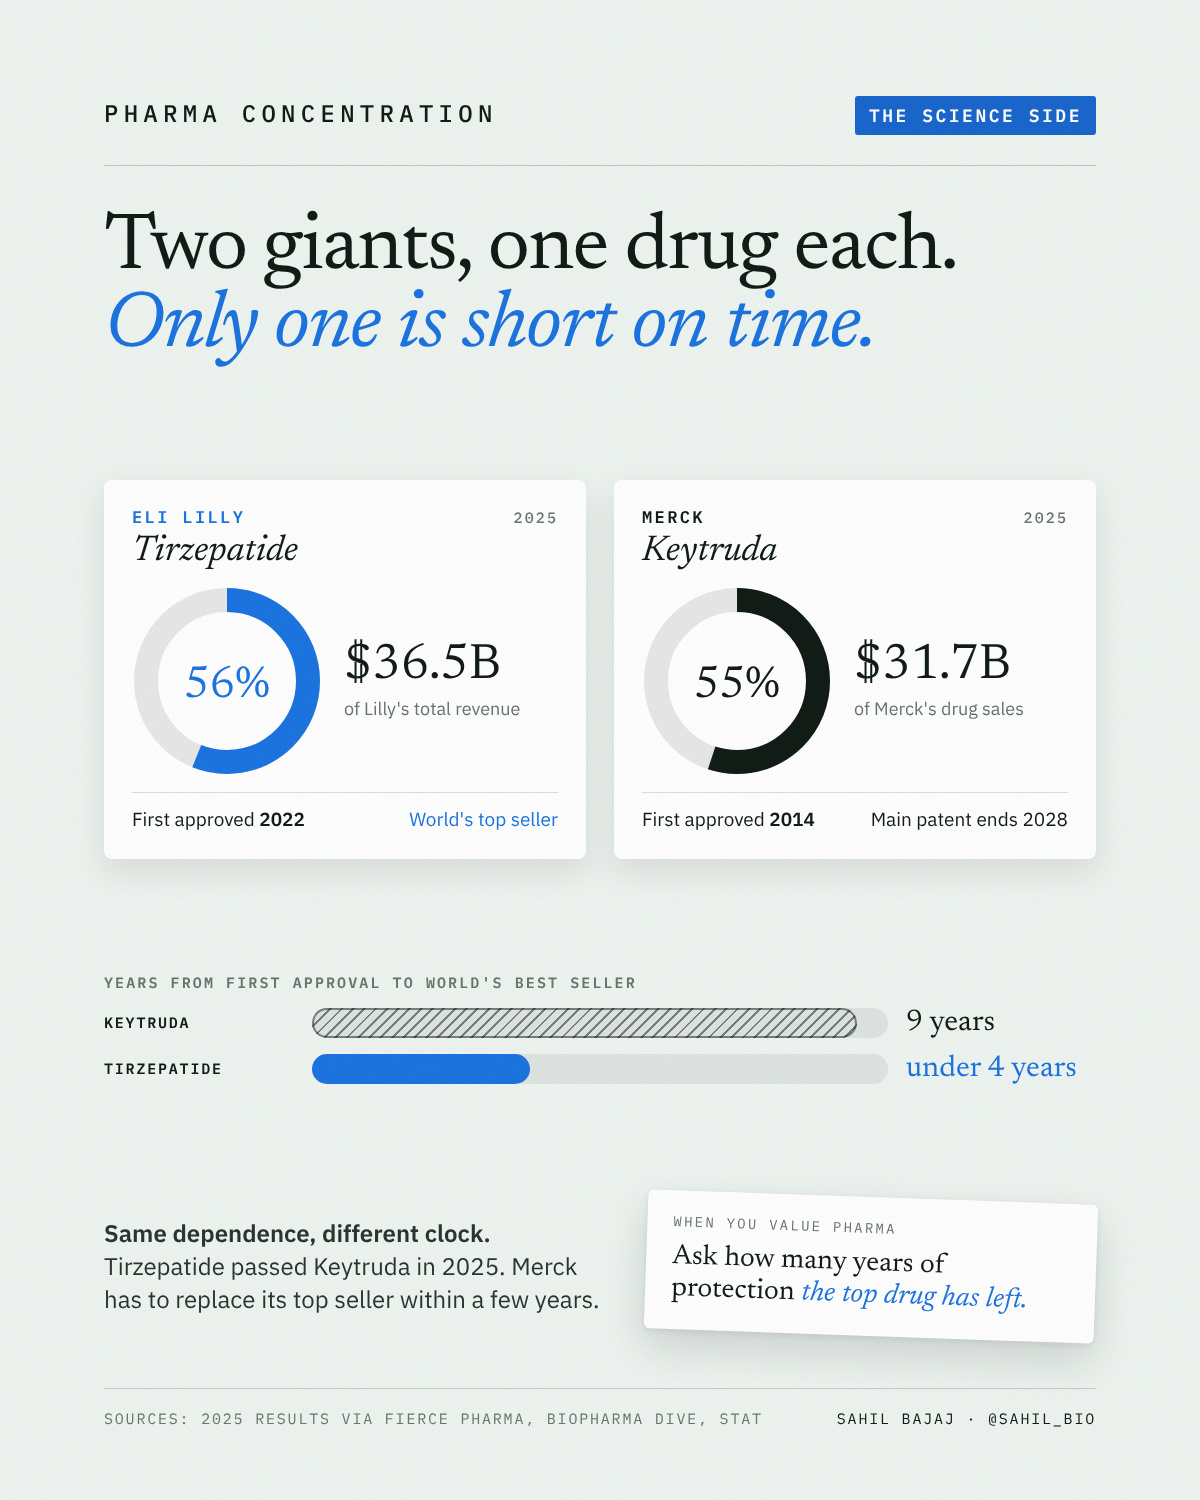 PHARMA CONCENTRATION
THE SCIENCE SIDE
Two giants, one drug each.
Only one is short on time.
ELI LILLY
2025
Tirzepatide
56%
$36.5B
of Lilly's total revenue
First approved 2022
World's top seller
MERCK
2025
Keytruda
55%
$31.7B
of Merck's drug sales
First approved 2014
Main patent ends 2028
YEARS FROM FIRST APPROVAL TO WORLD'S BEST SELLER
KEYTRUDA
9 years
TIRZEPATIDE
under 4 years
Same dependence, different clock.
Tirzepatide passed Keytruda in 2025. Merck
has to replace its top seller within a few years.
WHEN YOU VALUE PHARMA
Ask how many years of
protection the top drug has left.
SOURCES: 2025 RESULTS VIA FIERCE PHARMA, BIOPHARMA DIVE, STAT
SAHIL BAJAJ · @SAHIL_BIO